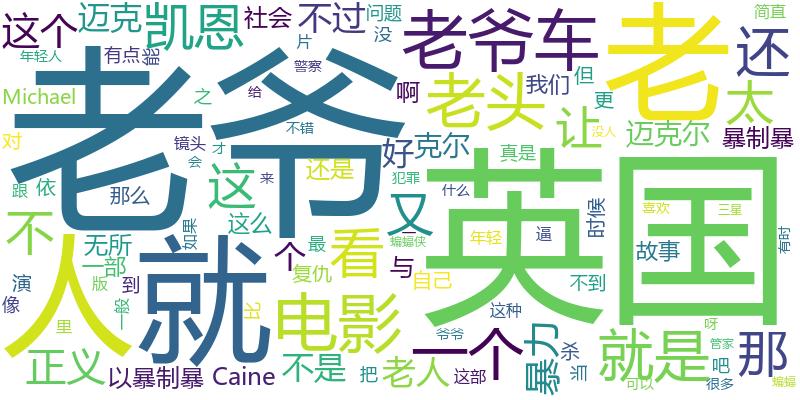 这个
迈克
凯恩
社会
不过
问题
没
老爷车
老
还
简直
年轻人
有点
能
片
警察
Michael
之
给
啊
老头
我们
但
更
太
老爷
对
镜头
不错
会
才
好
克尔
让
迈克尔
没人
暴制暴
跟
依
那么
这
来
还是
犯罪
真是
什么
英国
喜欢
三星
不
人
就
无所
一部
如果
这么
个
最
看
蝙蝠侠
一
又
与
年轻
逼
时候
故事
有时
演
像
到
版
一般
里
比
复仇
电影
自己
不到
这种
爷爷
一个
暴力
就是
那
呀
管家
正义
以暴制暴
Caine
不是
把
老人
这部
杀
当
可以
吧
很多
蝙蝠